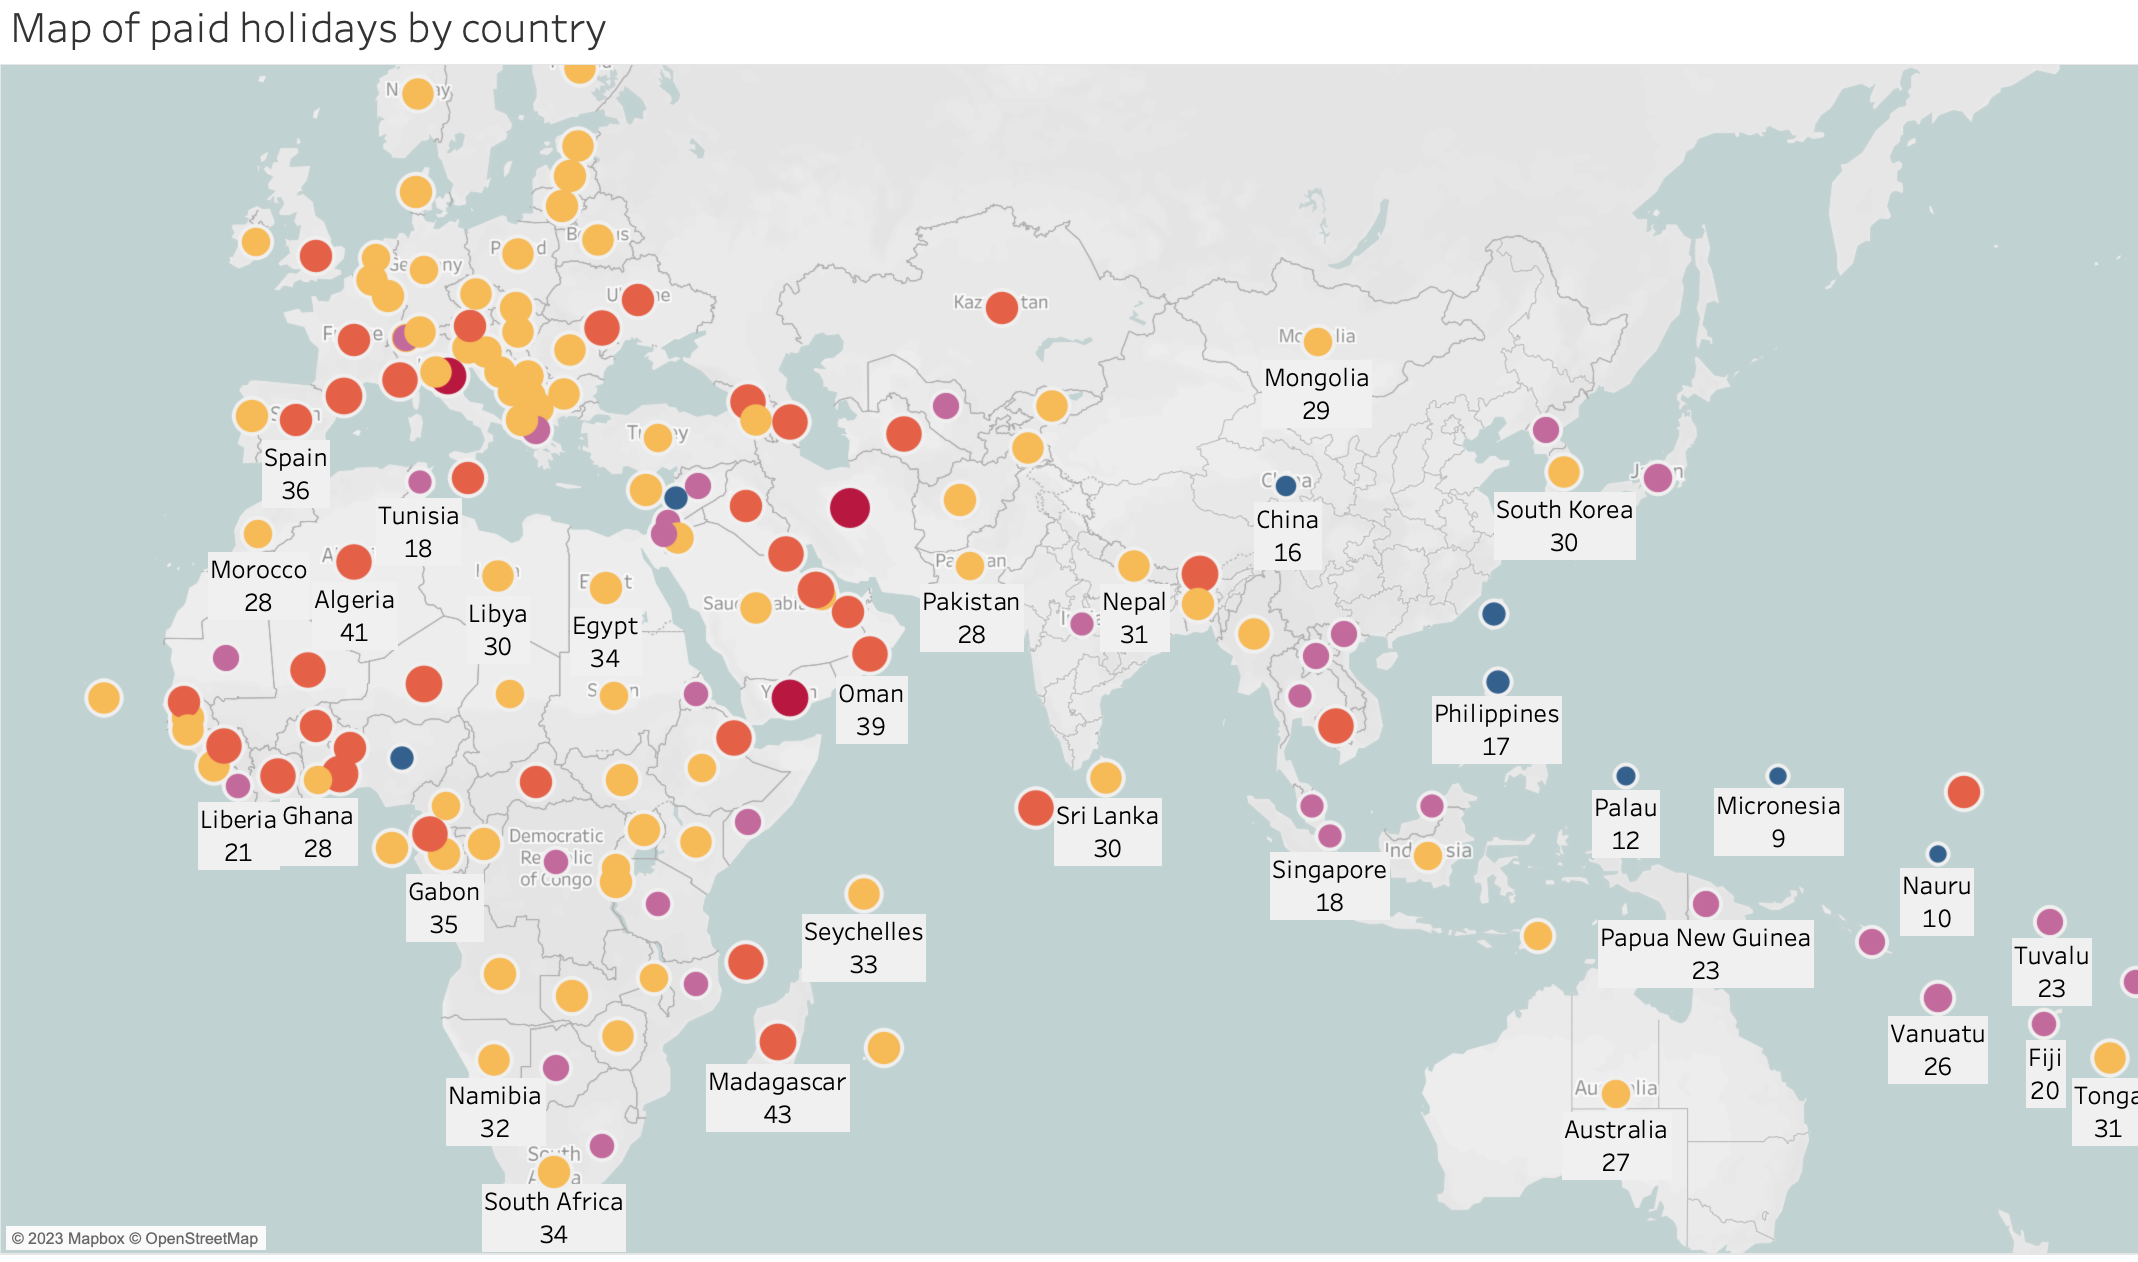 Map of paid holidays by country
Spain
36
Tunisia
18
Morocco
28
Algeria
41
Libya
30
Egypt
34
Oman
39
Pakistan
28
Nepal
31
Mongolia
29
China
16
South Korea
30
Philippines
17
Liberia
21
Ghana
28
Gabon
35
Democratic
of Congo
Sri Lanka
30
Seychelles
33
Singapore
18
Palau
12
Micronesia
9
Nauru
10
Papua New Guinea
23
Tuvalu
23
Vanuatu
26
Fiji
20
Tonga
31
Madagascar
43
Namibia
32
Australia
27
South
South Africa
34
© 2023 Mapbox © OpenStreetMap